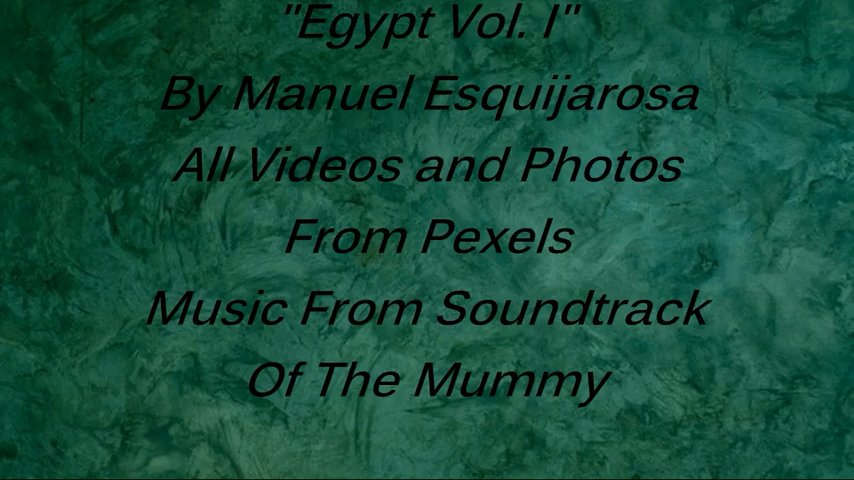 "Egypt Vol. I"
By Manuel Esquijarosa
All Videos and Photos
From Pexels
Music From Soundtrack
Of The Mummy